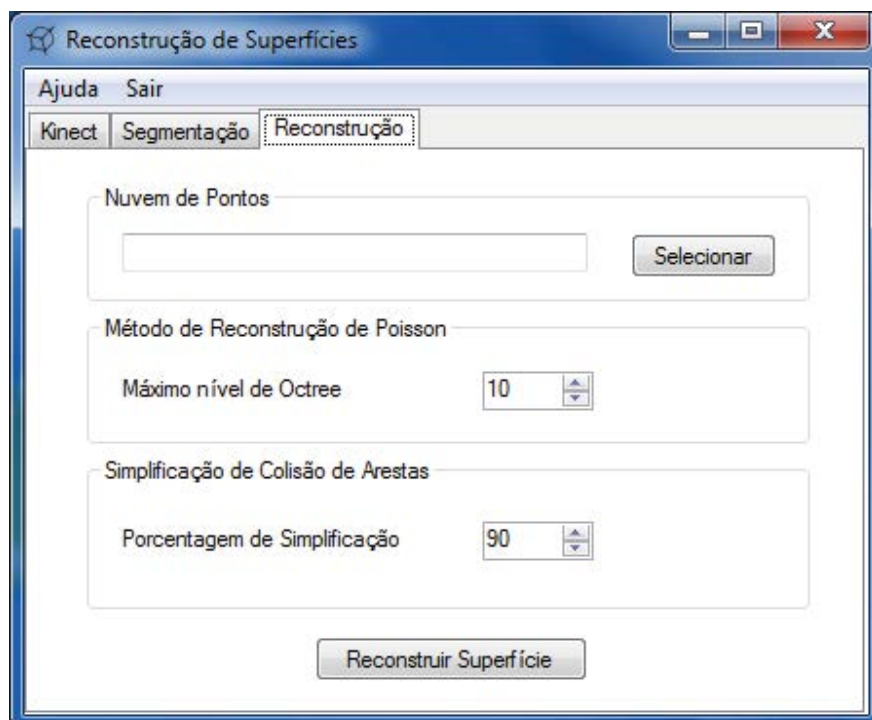 Reconstrução de Superfícies
Ajuda Sair
Kinect Segmentação Reconstrução
Nuvem de Pontos
Selecionar
Método de Reconstrução de Poisson
Máximo nível de Octree 10
Simplificação de Colisão de Arestas
Porcentagem de Simplificação 90
Reconstruir Superfície